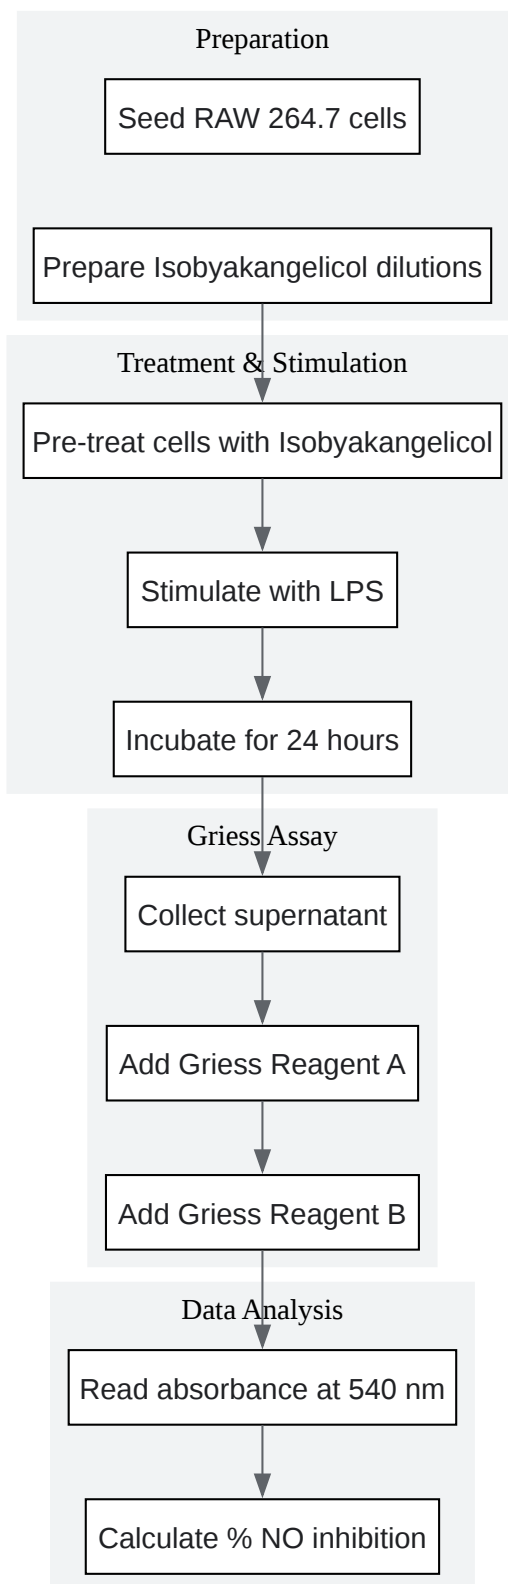 Preparation
Seed RAW 264.7 cells
Prepare Isobyakangelicol dilutions
Treatment & Stimulation
Pre-treat cells with Isobyakangelicol
Stimulate with LPS
Incubate for 24 hours
Griess Assay
Collect supernatant
Add Griess Reagent A
Add Griess Reagent B
Data Analysis
Read absorbance at 540 nm
Calculate % NO inhibition